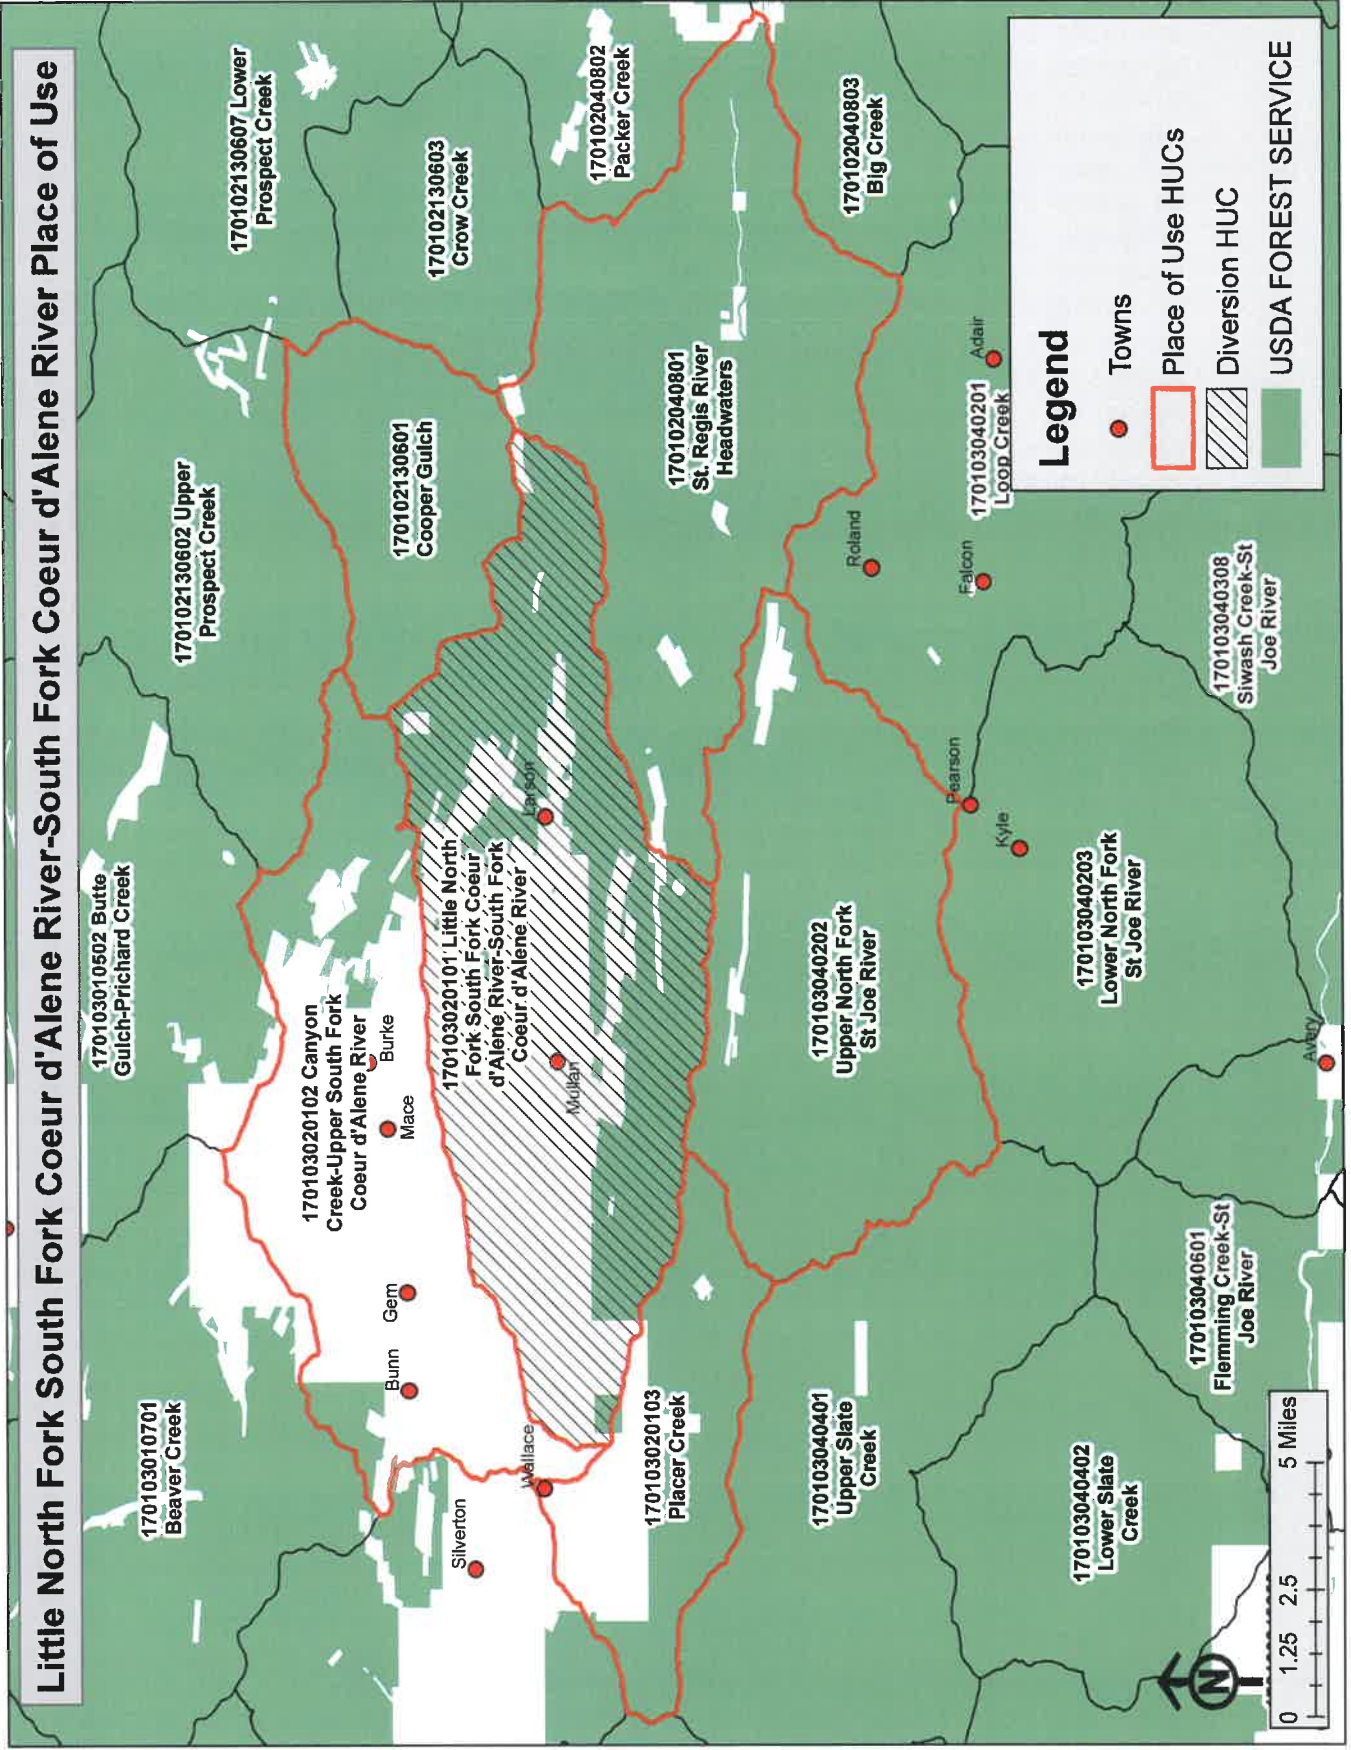 Little North Fork South Fork Coeur d'Alene River-South Fork Coeur d'Alene River Place of Use
170103010701
Beaver Creek
170103010502 Butte
Gulch-Prichard Creek
170102130602 Upper
Prospect Creek
170102130607 Lower
Prospect Creek
170102130603
Crow Creek
170102130601
Cooper Gulch
170102040802
Packer Creek
170103020102 Canyon
Creek-Upper South Fork
Coeur d'Alene River
Burke
Mace
Gem
Bunn
Silverton
Wallace
170103020101 Little North
Fork South Fork Coeur
d'Alene River-South Fork
Coeur d'Alene River
Larson
Mullan
170102040801
St. Regis River
Headwaters
170102040803
Big Creek
170103020103
Placer Creek
170103040401
Upper Slate
Creek
170103040202
Upper North Fork
St Joe River
Roland
Falcon
Adair
170103040201
Loop Creek
Pearson
Kyle
170103040203
Lower North Fork
St Joe River
170103040308
Siwash Creek-St
Joe River
170103040402
Lower Slate
Creek
170103040601
Flemming Creek-St
Joe River
Avery
Legend
Towns
Place of Use HUCs
Diversion HUC
USDA FOREST SERVICE
N
0 1.25 2.5 5 Miles